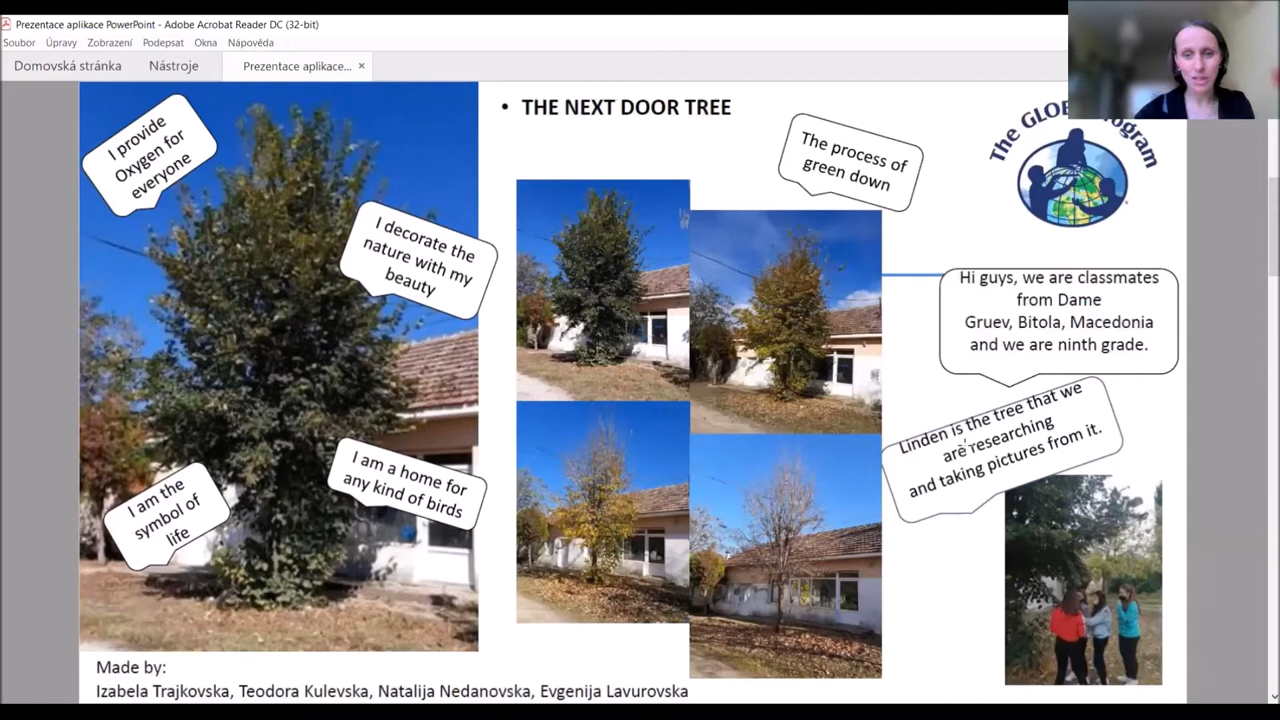 Prezentace aplikace PowerPoint - Adobe Acrobat Reader DC (32-bit)
Soubor Úpravy Zobrazení Podepsat Okna Nápověda
Domovská stránka Nástroje Prezentace aplikace... ×
I provide
Oxygen for
everyone
I decorate the
nature with my
beauty
I am a home for
any kind of birds
I am the
symbol of
life
• THE NEXT DOOR TREE
The process of
green down
The Program
Hi guys, we are classmates
from Dame
Gruev, Bitola, Macedonia
and we are ninth grade.
Linden is the tree that we
are researching
and taking pictures from it.
Made by:
Izabela Trajkovska, Teodora Kulevska, Natalija Nedanovska, Evgenija Lavurovska